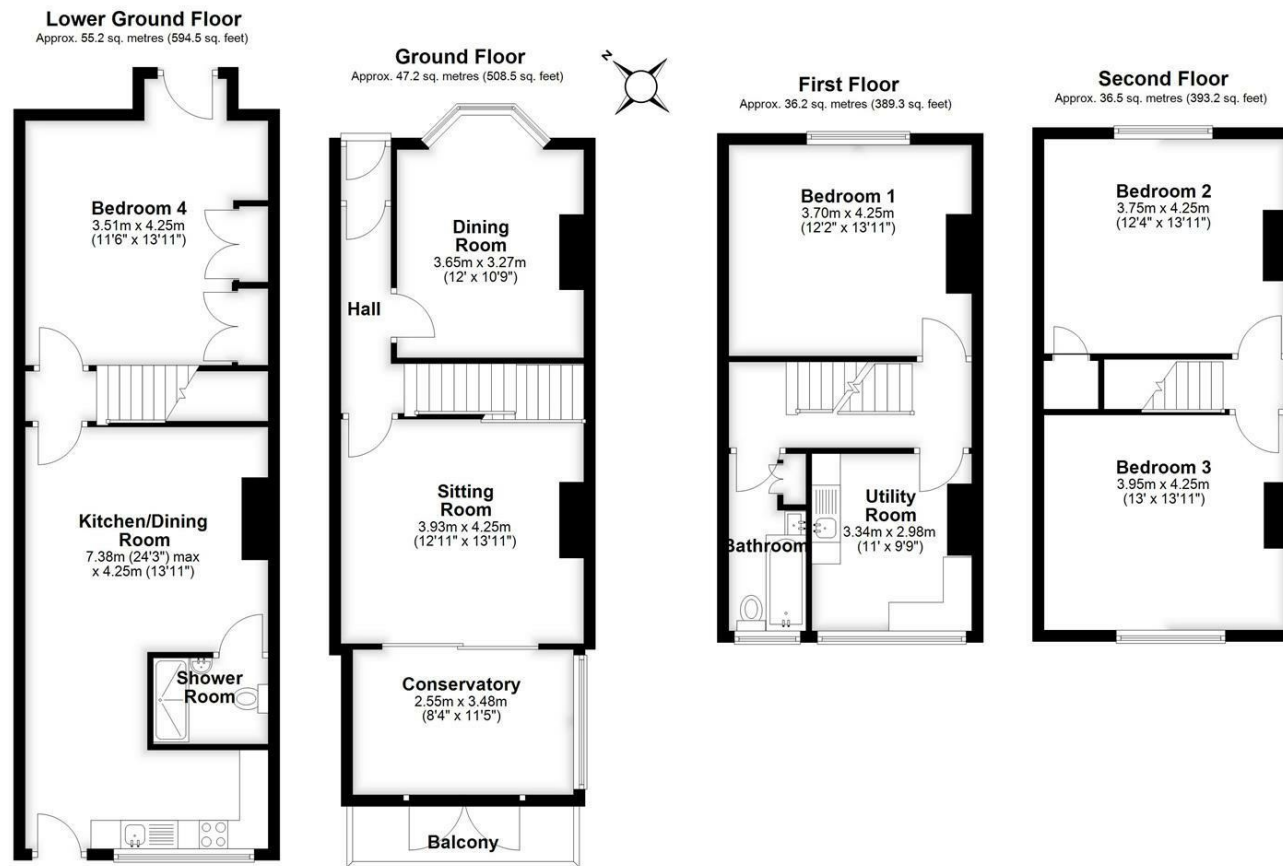 Lower Ground Floor
Approx. 55.2 sq. metres (594.5 sq. feet)
Bedroom 4
3.51m x 4.25m
(11'6" x 13'11")
Kitchen/Dining
Room
7.38m (24'3") max
x 4.25m (13'11")
Shower
Room
Ground Floor
Approx. 47.2 sq. metres (508.5 sq. feet)
N
Dining
Room
3.65m x 3.27m
(12' x 10'9")
Hall
Sitting
Room
3.93m x 4.25m
(12'11" x 13'11")
Conservatory
2.55m x 3.48m
(8'4" x 11'5")
Balcony
First Floor
Approx. 36.2 sq. metres (389.3 sq. feet)
Bedroom 1
3.70m x 4.25m
(12'2" x 13'11")
Utility
Room
3.34m x 2.98m
(11' x 9'9")
Bathroom
Second Floor
Approx. 36.5 sq. metres (393.2 sq. feet)
Bedroom 2
3.75m x 4.25m
(12'4" x 13'11")
Bedroom 3
3.95m x 4.25m
(13' x 13'11")